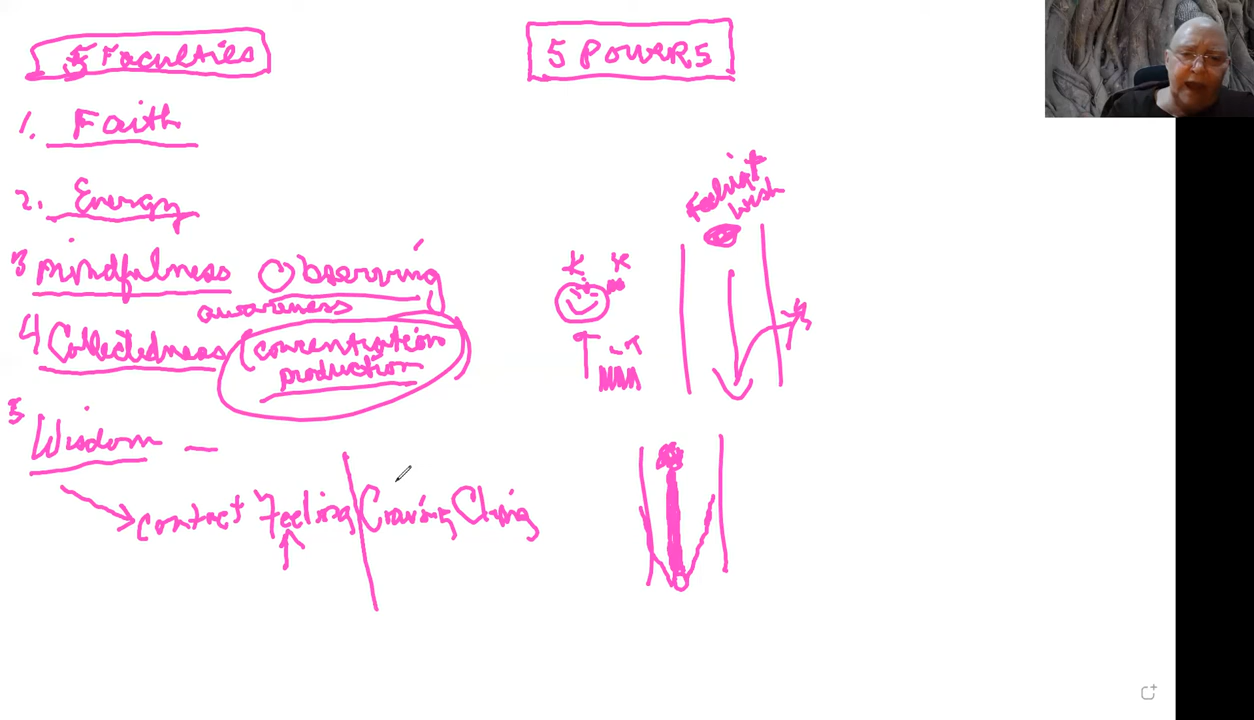 5 Faculties
5 POWERS
1. Faith
2. Energy
3 Mindfulness Observing
awareness
4 Collectedness (concentration
production)
5 Wisdom —
contact Feeling Craving Clinging
Feeling +
wish